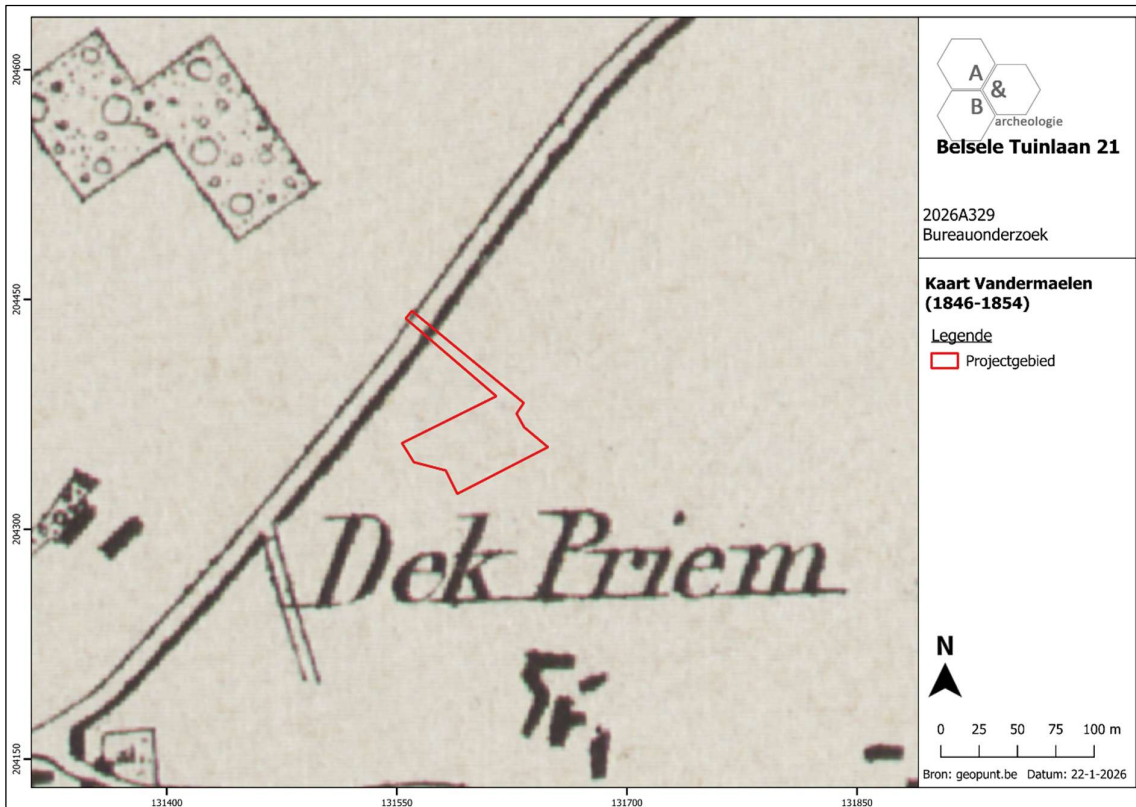 204600
204450
204300
204150
131400
131550
131700
131850
Dek Priem
A
&
B
archeologie
Belsele Tuinlaan 21
2026A329
Bureauonderzoek
Kaart Vandermaelen
(1846-1854)
Legende
Projectgebied
N
0 25 50 75 100 m
Bron: geopunt.be Datum: 22-1-2026